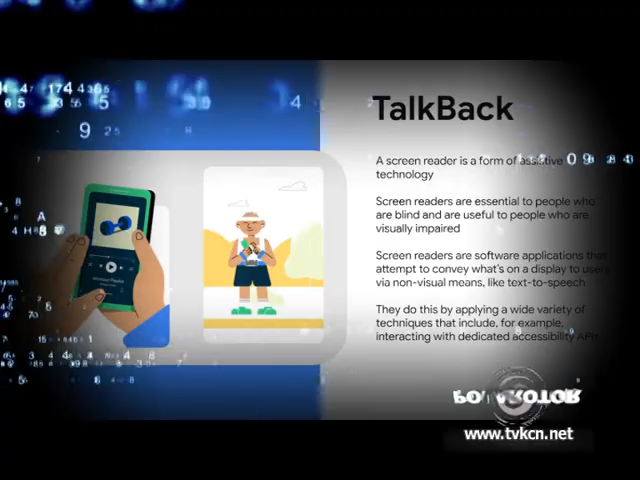 TalkBack
A screen reader is a form of assistive
technology
Screen readers are essential to people who
are blind and are useful to people who are
visually impaired
Screen readers are software applications that
attempt to convey what's on a display to users
via non-visual means, like text-to-speech
They do this by applying a wide variety of
techniques that include, for example,
interacting with dedicated accessibility APIs
www.tvkcn.net